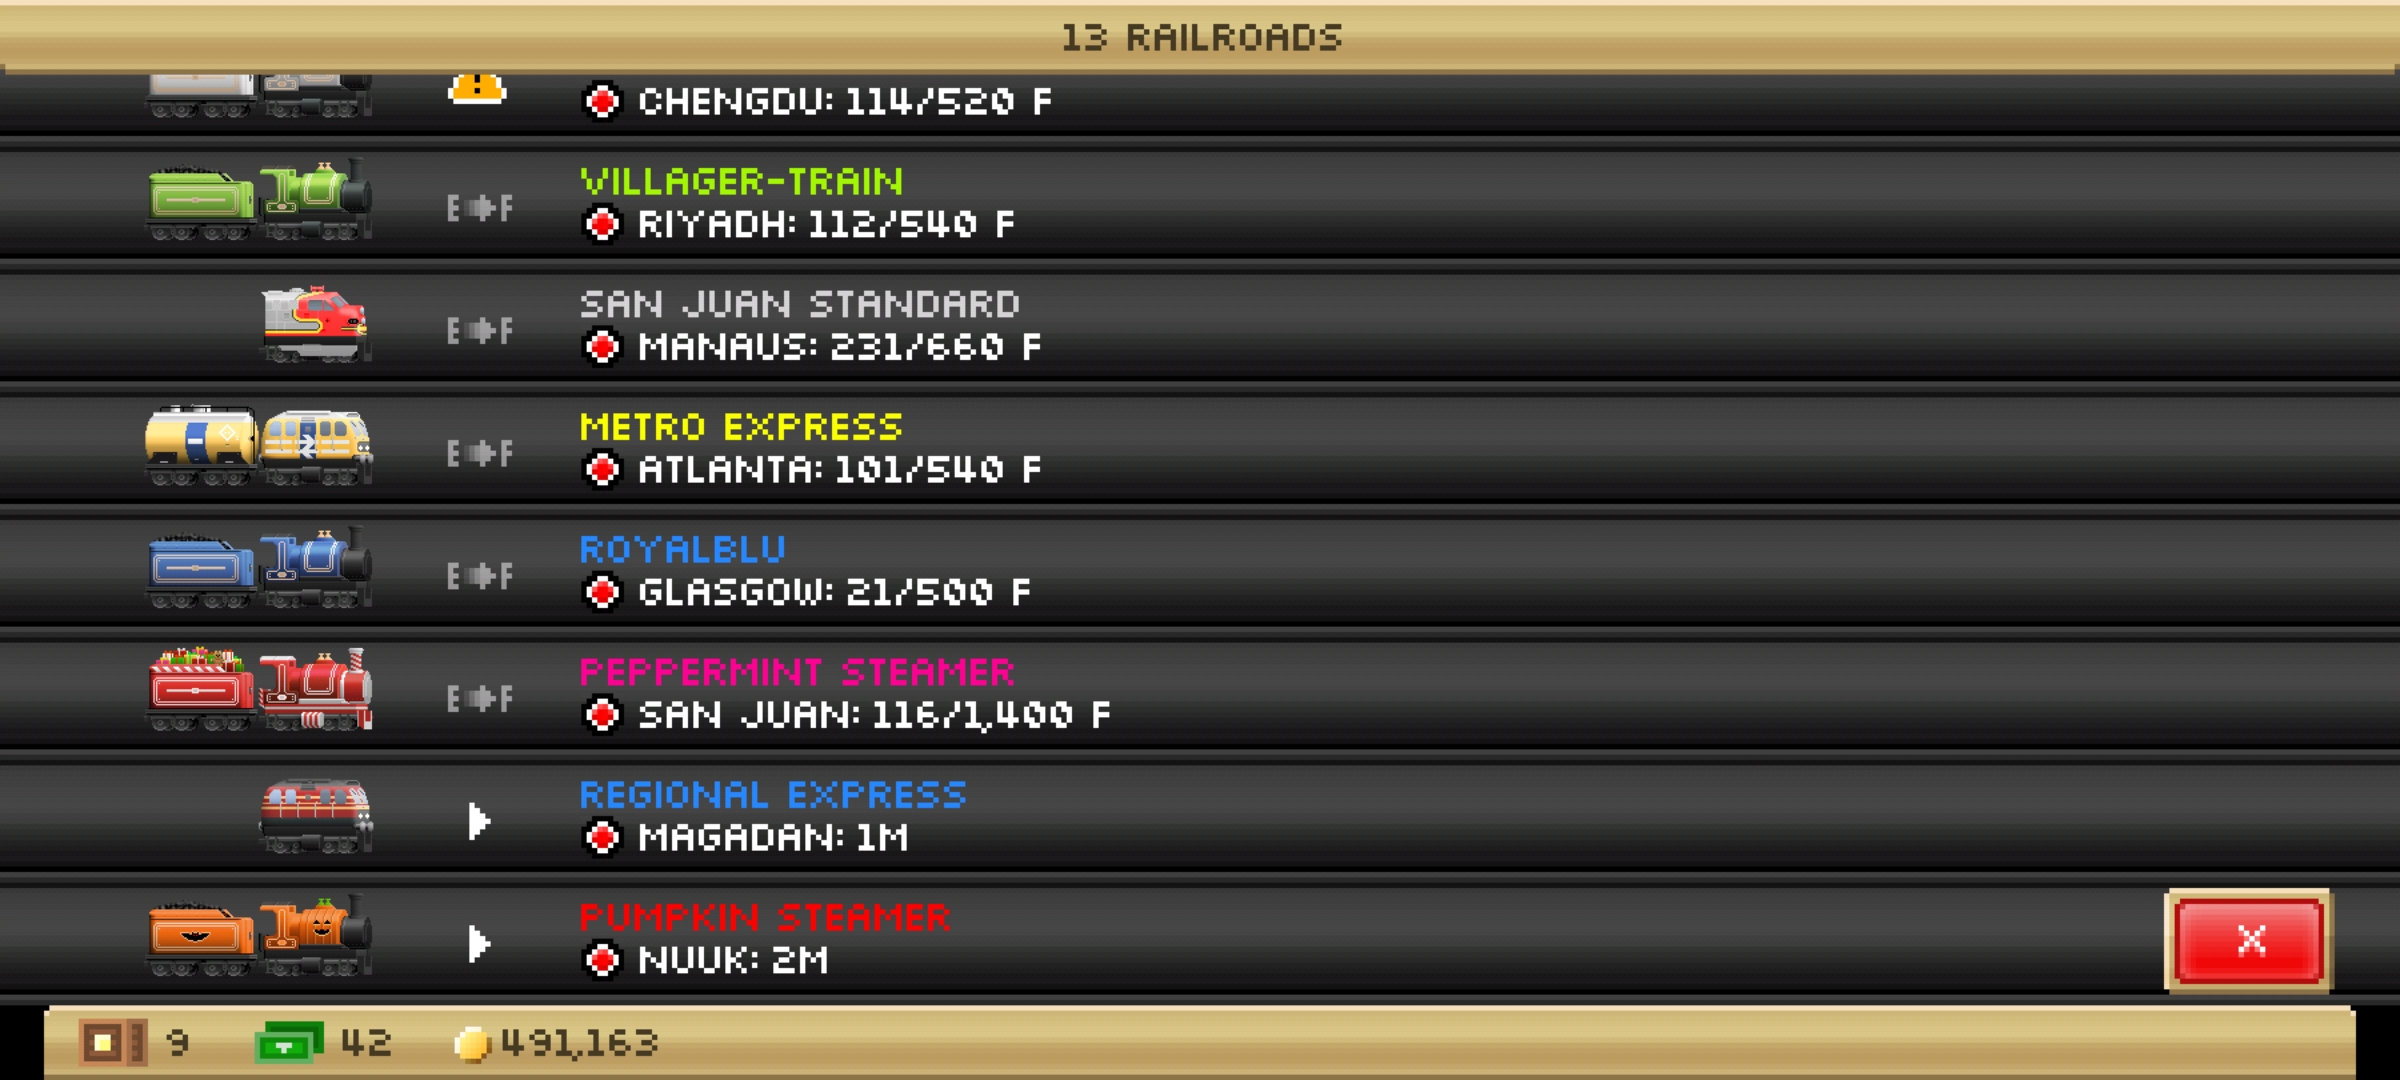 13 RAILROADS
CHENGDU: 114/520 F
VILLAGER-TRAIN
E F
RIYADH: 112/540 F
SAN JUAN STANDARD
E F
MANAUS: 231/660 F
METRO EXPRESS
E F
ATLANTA: 101/540 F
ROYALBLU
E F
GLASGOW: 21/500 F
PEPPERMINT STEAMER
E F
SAN JUAN: 116/1,400 F
REGIONAL EXPRESS
MAGADAN: 1M
PUMPKIN STEAMER
NUUK: 2M
X
9 42 491,163